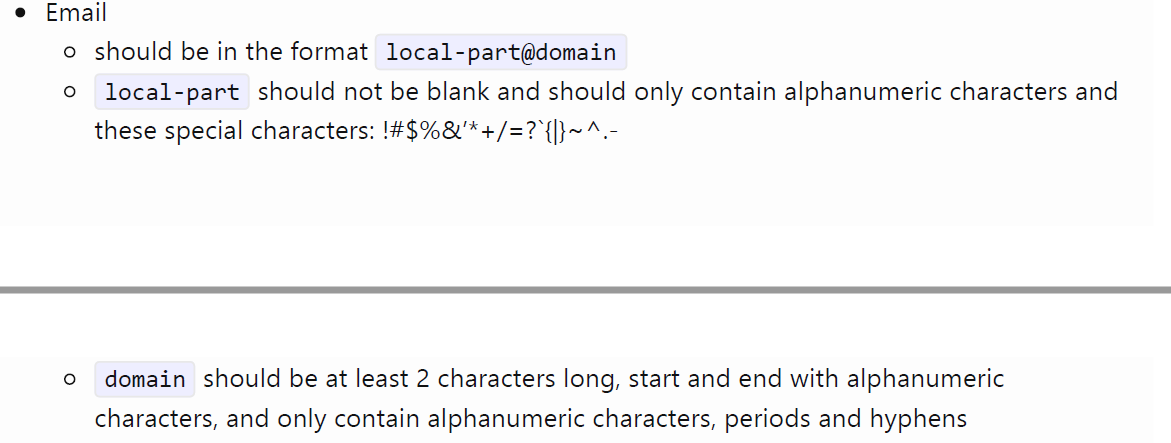 • Email
○ should be in the format local-part@domain
○ local-part should not be blank and should only contain alphanumeric characters and
these special characters: !#$%&'*+/=?`{|}~^.-
○ domain should be at least 2 characters long, start and end with alphanumeric
characters, and only contain alphanumeric characters, periods and hyphens